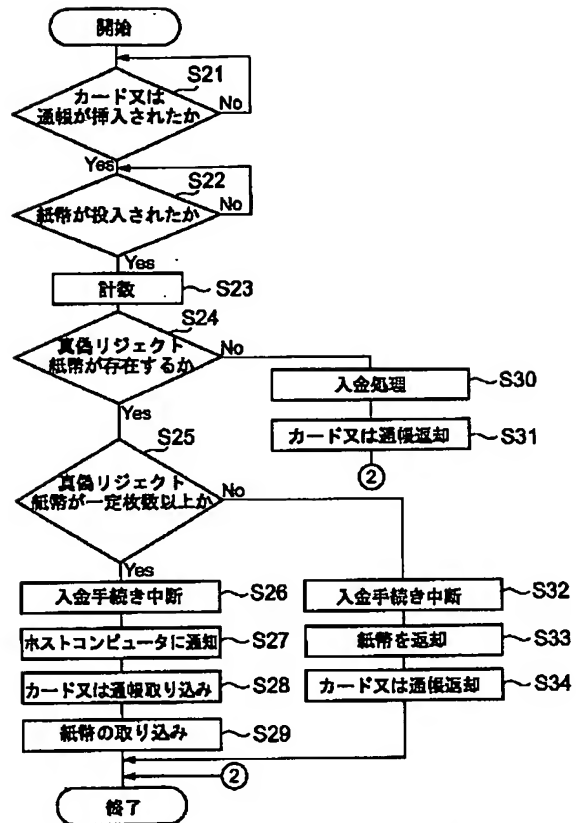 開始
S21
カード又は
通帳が挿入されたか
No
Yes
S22
紙幣が投入されたか
No
Yes
計数
S23
S24
真偽リジェクト
紙幣が存在するか
No
Yes
入金処理
S30
カード又は通帳返却
S31
②
S25
真偽リジェクト
紙幣が一定枚数以上か
No
Yes
入金手続き中断
S26
ホストコンピュータに通知
S27
カード又は通帳取り込み
S28
紙幣の取り込み
S29
入金手続き中断
S32
紙幣を返却
S33
カード又は通帳返却
S34
②
終了